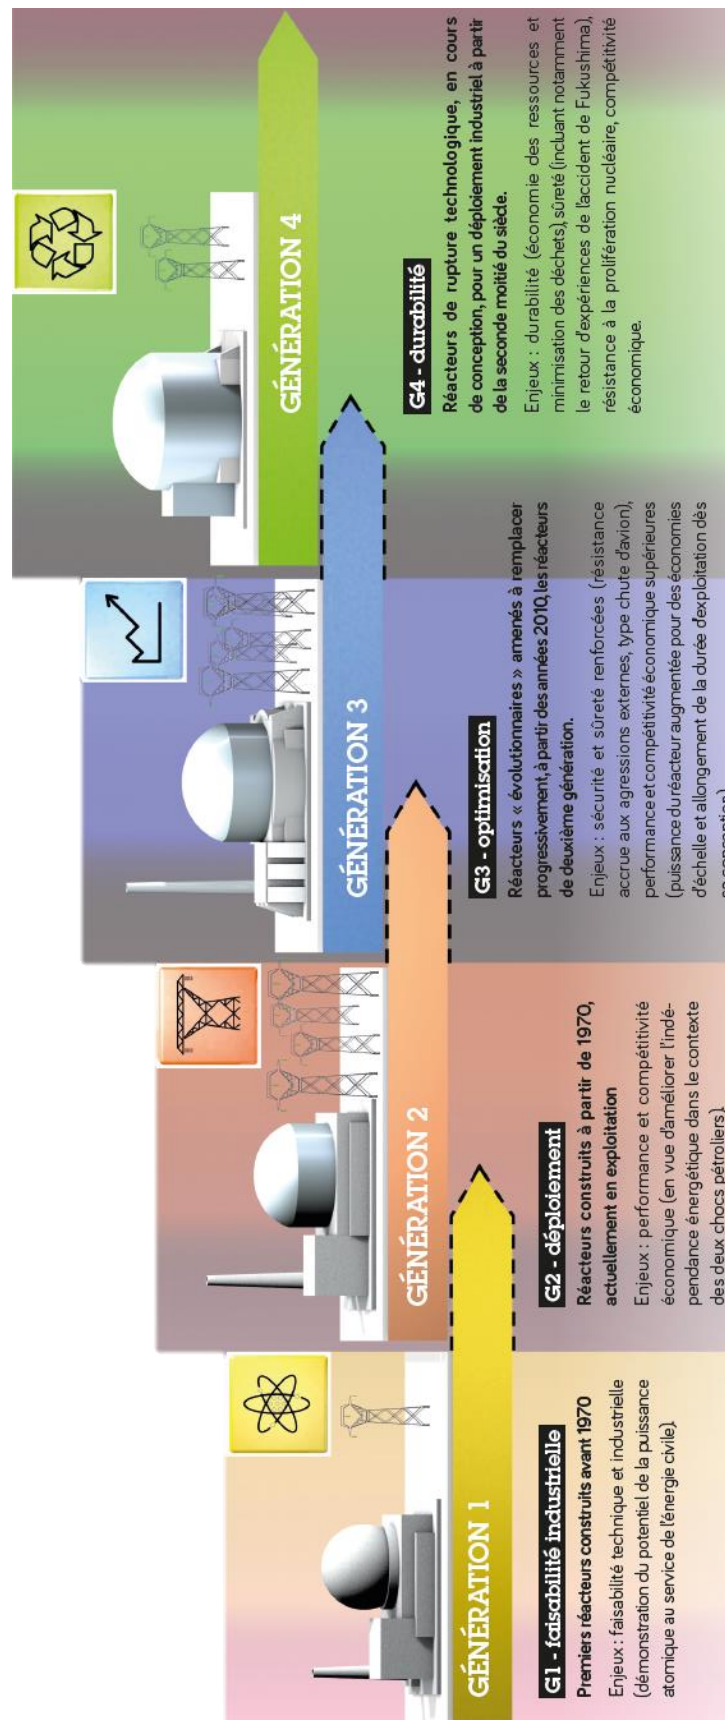 GÉNÉRATION 1
G1 - faisabilité industrielle
Premiers réacteurs construits avant 1970
Enjeux : faisabilité technique et industrielle
(démonstration du potentiel de la puissance
atomique au service de l'énergie civile).
GÉNÉRATION 2
G2 - déploiement
Réacteurs construits à partir de 1970,
actuellement en exploitation
Enjeux : performance et compétitivité
économique (en vue d'améliorer l'indé-
pendance énergétique dans le contexte
des deux chocs pétroliers).
GÉNÉRATION 3
G3 - optimisation
Réacteurs « évolutionnaires » amenés à remplacer
progressivement, à partir des années 2010, les réacteurs
de deuxième génération.
Enjeux : sécurité et sûreté renforcées (résistance
accrue aux agressions externes, type chute d'avion),
performance et compétitivité économique supérieures
(puissance du réacteur augmentée pour des économies
d'échelle et allongement de la durée d'exploitation dès
GÉNÉRATION 4
G4 - durabilité
Réacteurs de rupture technologique, en cours
de conception, pour un déploiement industriel à partir
de la seconde moitié du siècle.
Enjeux : durabilité (économie des ressources et
minimisation des déchets), sûreté (incluant notamment
le retour d'expériences de l'accident de Fukushima),
résistance à la prolifération nucléaire, compétitivité
économique.